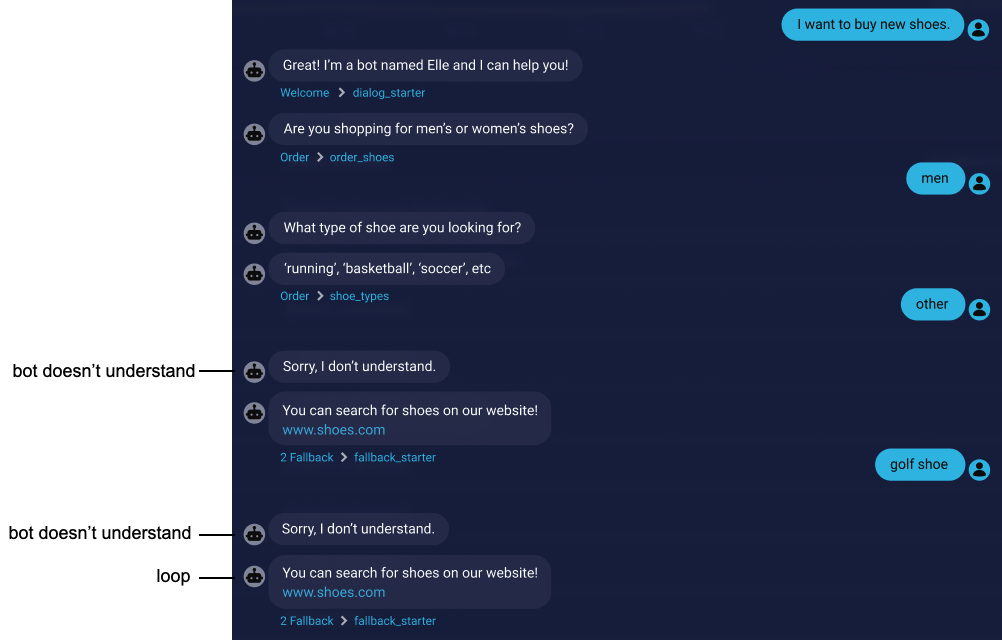 I want to buy new shoes.
Great! I’m a bot named Elle and I can help you!
Welcome > dialog_starter
Are you shopping for men’s or women’s shoes?
Order > order_shoes
men
What type of shoe are you looking for?
‘running’, ‘basketball’, ‘soccer’, etc
Order > shoe_types
other
bot doesn’t understand
Sorry, I don’t understand.
You can search for shoes on our website!
www.shoes.com
2 Fallback > fallback_starter
golf shoe
bot doesn’t understand
Sorry, I don’t understand.
loop
You can search for shoes on our website!
www.shoes.com
2 Fallback > fallback_starter